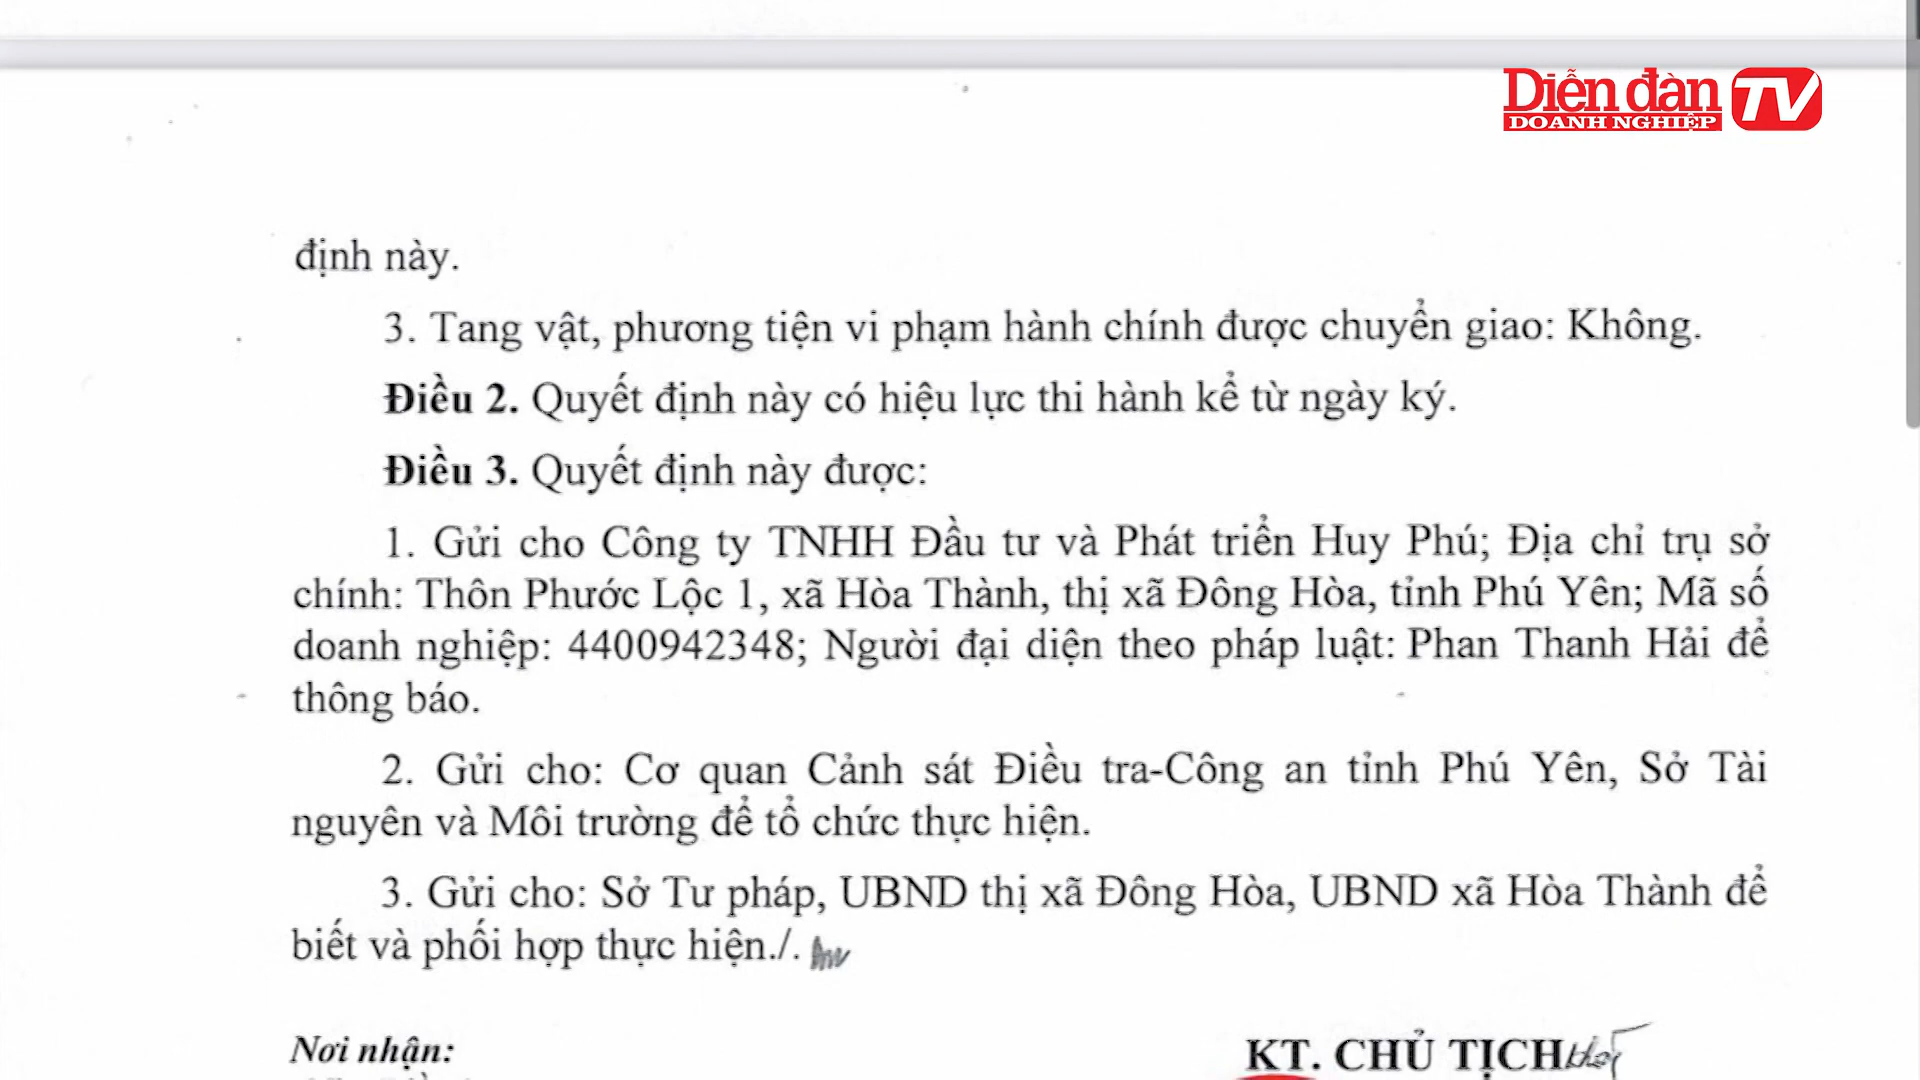 Diễn đàn TV
DOANH NGHIỆP
định này.
3. Tang vật, phương tiện vi phạm hành chính được chuyển giao: Không.
Điều 2. Quyết định này có hiệu lực thi hành kể từ ngày ký.
Điều 3. Quyết định này được:
1. Gửi cho Công ty TNHH Đầu tư và Phát triển Huy Phú; Địa chỉ trụ sở
chính: Thôn Phước Lộc 1, xã Hòa Thành, thị xã Đông Hòa, tỉnh Phú Yên; Mã số
doanh nghiệp: 4400942348; Người đại diện theo pháp luật: Phan Thanh Hải để
thông báo.
2. Gửi cho: Cơ quan Cảnh sát Điều tra-Công an tỉnh Phú Yên, Sở Tài
nguyên và Môi trường để tổ chức thực hiện.
3. Gửi cho: Sở Tư pháp, UBND thị xã Đông Hòa, UBND xã Hòa Thành để
biết và phối hợp thực hiện./.
Nơi nhận:
KT. CHỦ TỊCH